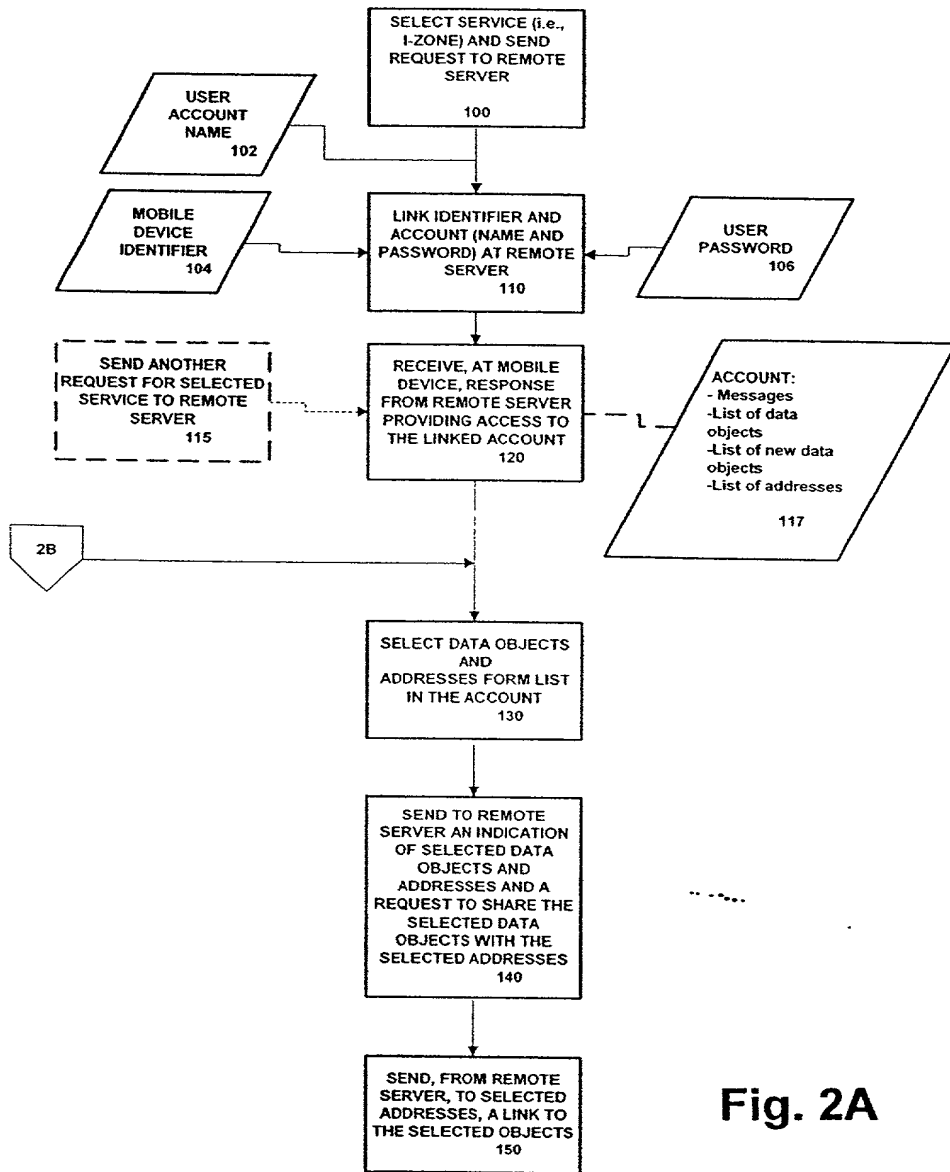 SELECT SERVICE (i.e.,
I-ZONE) AND SEND
REQUEST TO REMOTE
SERVER
100
USER
ACCOUNT
NAME
102
MOBILE
DEVICE
IDENTIFIER
104
LINK IDENTIFIER AND
ACCOUNT (NAME AND
PASSWORD) AT REMOTE
SERVER
110
USER
PASSWORD
106
SEND ANOTHER
REQUEST FOR SELECTED
SERVICE TO REMOTE
SERVER
115
RECEIVE, AT MOBILE
DEVICE, RESPONSE
FROM REMOTE SERVER
PROVIDING ACCESS TO
THE LINKED ACCOUNT
120
ACCOUNT:
- Messages
-List of data
objects
-List of new data
objects
-List of addresses
117
2B
SELECT DATA OBJECTS
AND
ADDRESSES FORM LIST
IN THE ACCOUNT
130
SEND TO REMOTE
SERVER AN INDICATION
OF SELECTED DATA
OBJECTS AND
ADDRESSES AND A
REQUEST TO SHARE THE
SELECTED DATA
OBJECTS WITH THE
SELECTED ADDRESSES
140
SEND, FROM REMOTE
SERVER, TO SELECTED
ADDRESSES, A LINK TO
THE SELECTED OBJECTS
150
Fig. 2A